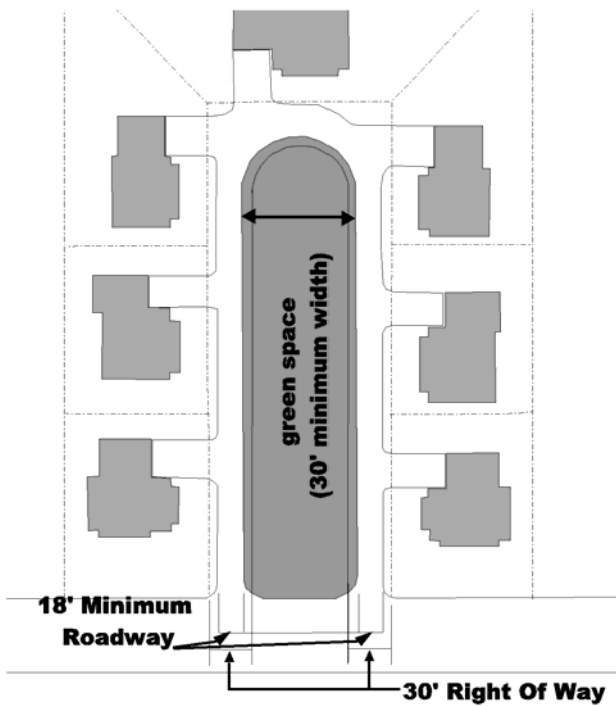 green space
(30' minimum width)
18' Minimum
Roadway
30' Right Of Way